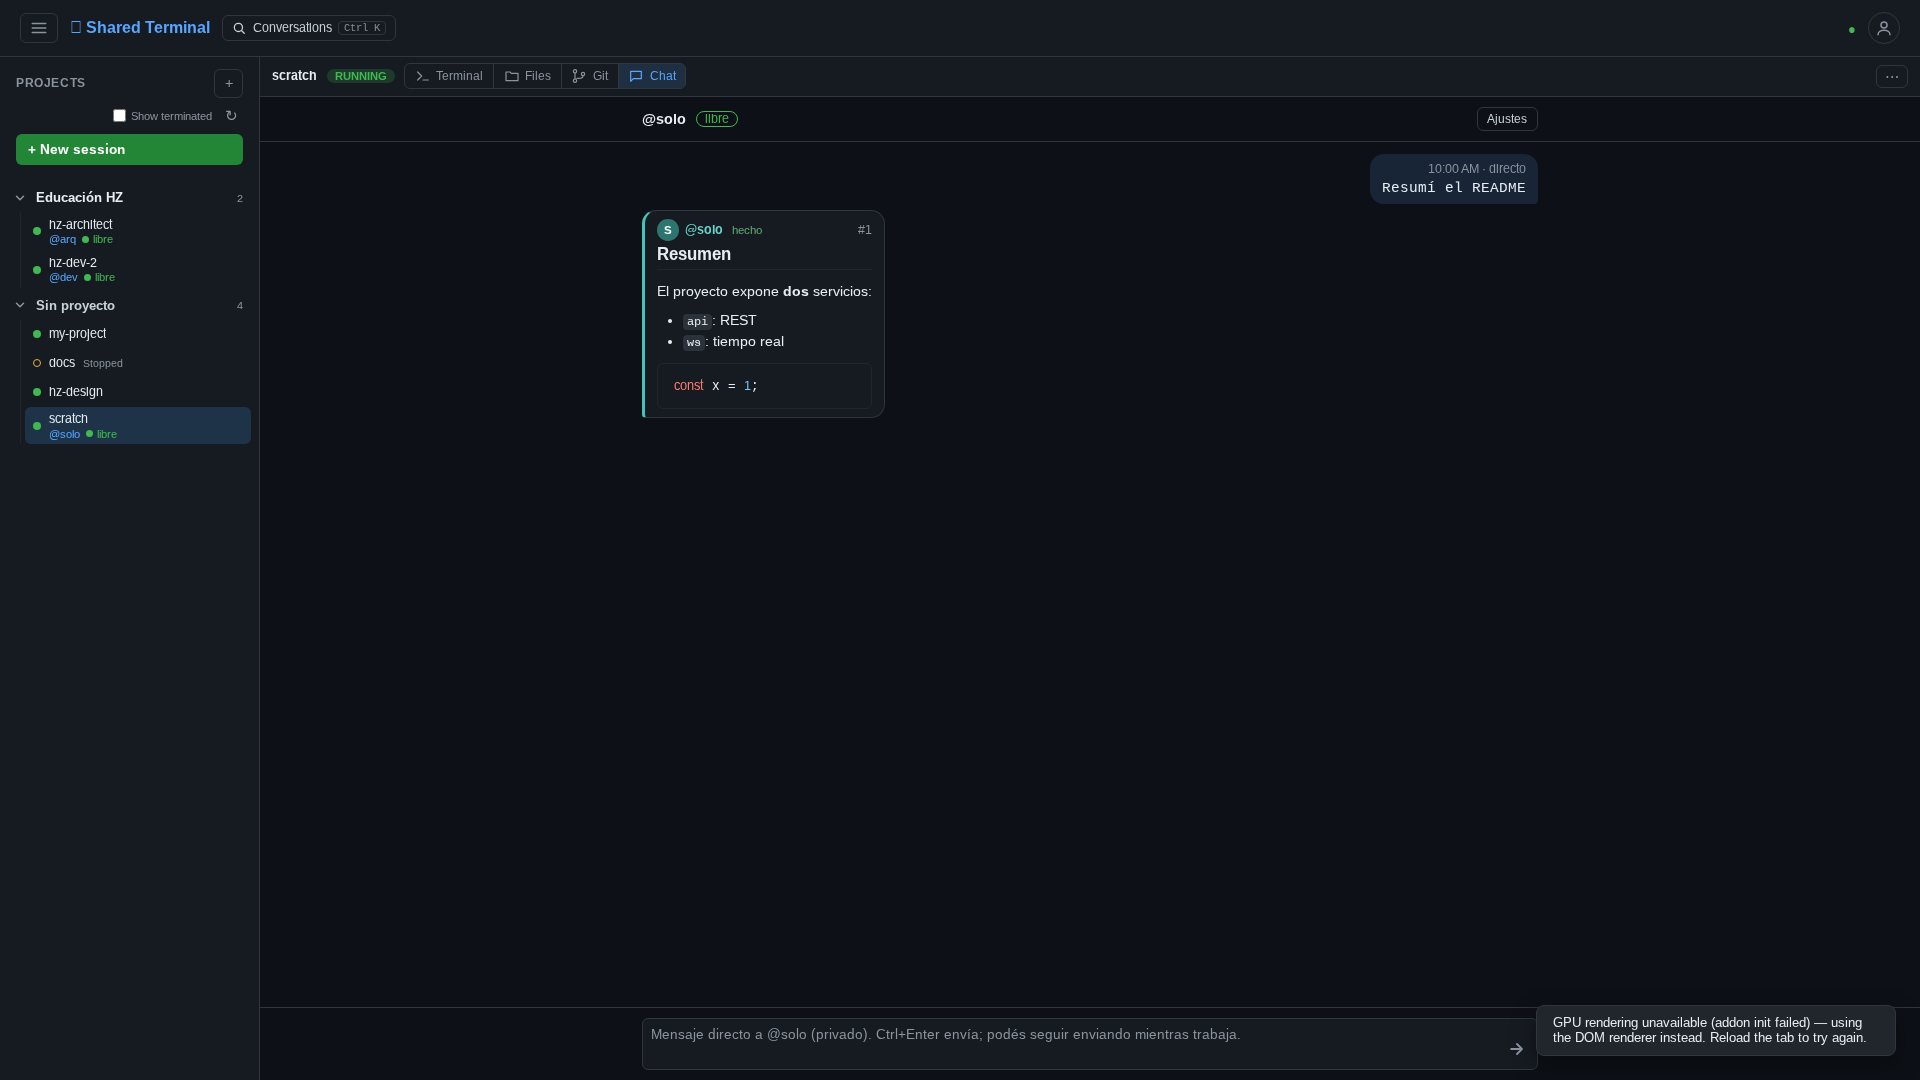 Shared Terminal
Conversations Ctrl K
PROJECTS
+
Show terminated ↻
+ New session
Educación HZ 2
hz-architect
@arq libre
hz-dev-2
@dev libre
Sin proyecto 4
my-project
docs Stopped
hz-design
scratch
@solo libre
scratch RUNNING Terminal Files Git Chat ...
@solo libre Ajustes
10:00 AM · directo
Resumí el README
S @solo hecho #1
Resumen
El proyecto expone dos servicios:
• api: REST
• ws: tiempo real
const x = 1;
Mensaje directo a @solo (privado). Ctrl+Enter envía; podés seguir enviando mientras trabaja.
GPU rendering unavailable (addon init failed) — using
the DOM renderer instead. Reload the tab to try again.